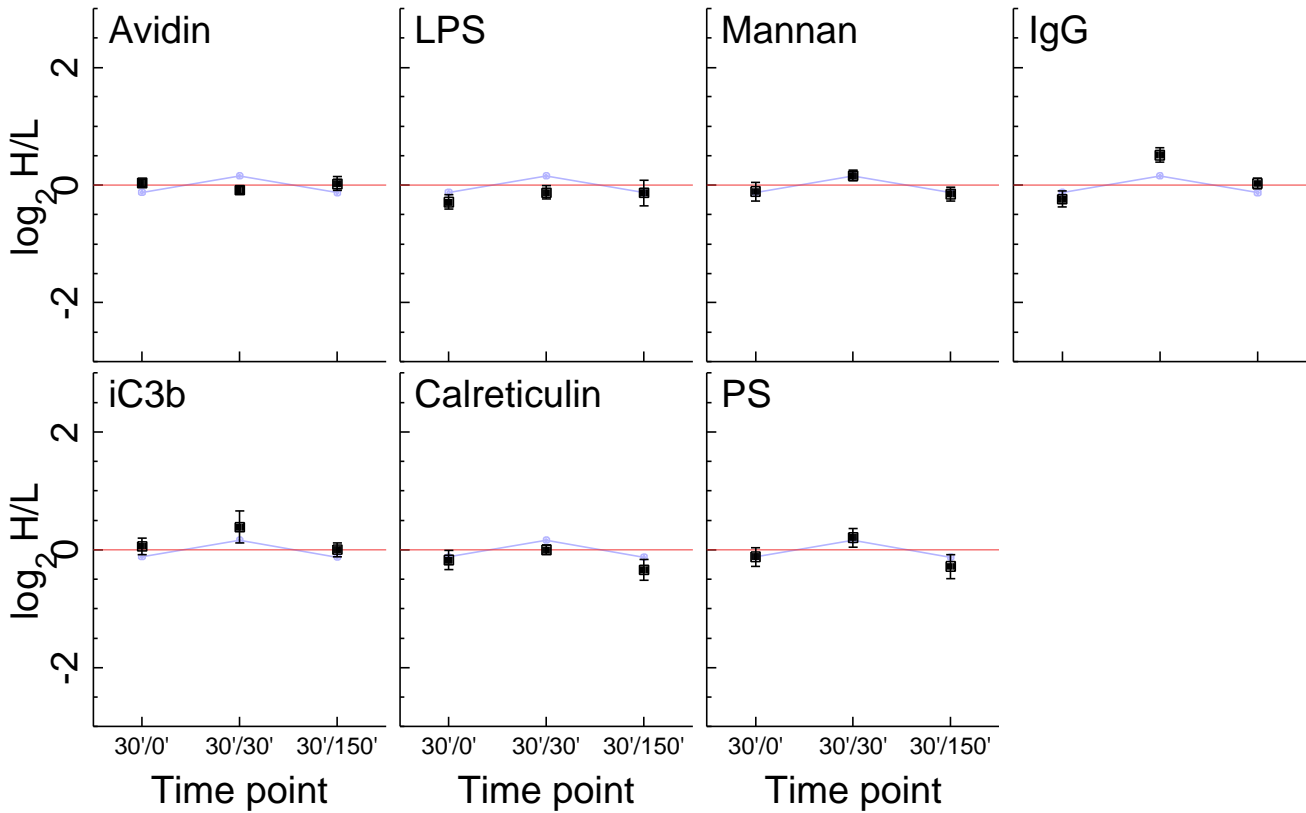 Avidin LPS Mannan IgG
2
0
-2
log2 H/L
iC3b Calreticulin PS
2
0
-2
log2 H/L
30'/0' 30'/30' 30'/150' 30'/0' 30'/30' 30'/150' 30'/0' 30'/30' 30'/150'
Time point Time point Time point